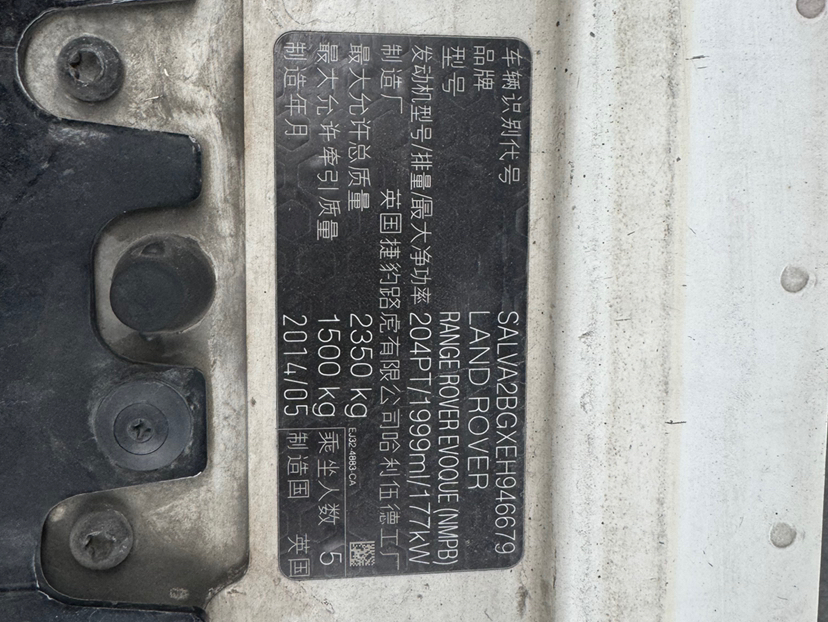 车辆识别代号 SALVA2BGXEH946679
品牌 LAND ROVER
型号 RANGE ROVER EVOQUE (NMPB)
发动机型号/排量/最大净功率 204PT/1999ml/177kW
制造厂 英国捷豹路虎有限公司哈利伍德工厂
最大允许总质量 2350 kg EJ32-4883-CA
最大允许牵引质量 1500 kg 乘坐人数 5
制造年月 2014/05 制造国 英国